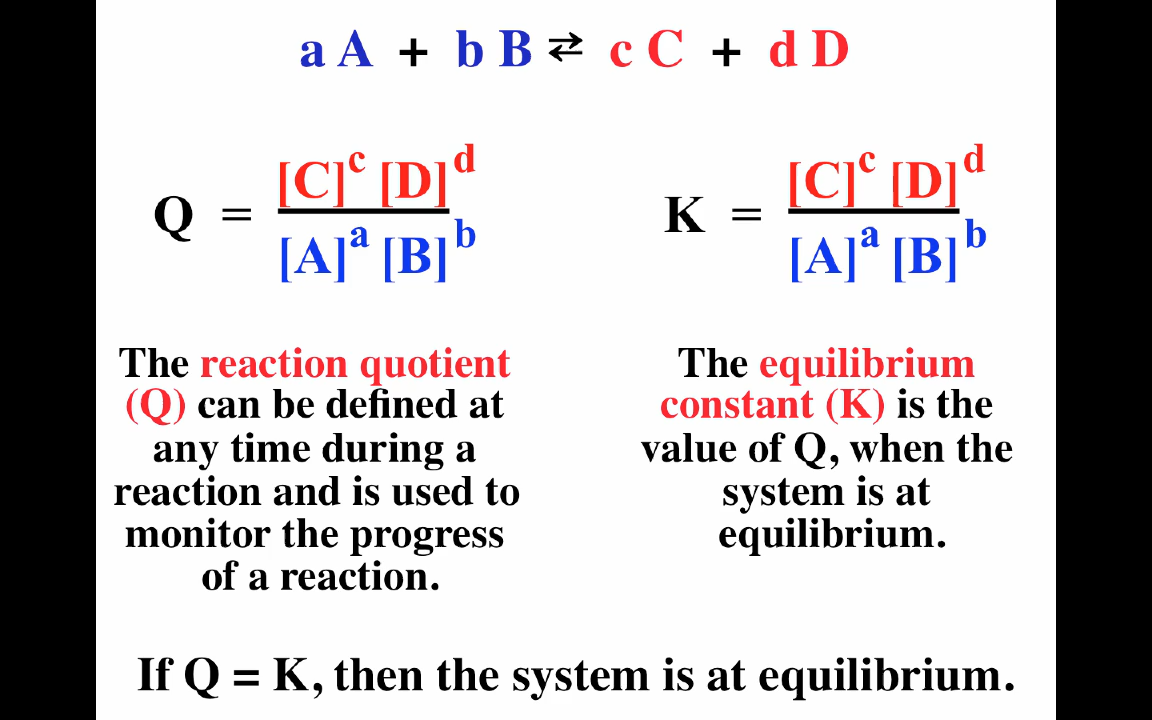 a A + b B ⇄ c C + d D
Q = [C]^c [D]^d / [A]^a [B]^b
K = [C]^c [D]^d / [A]^a [B]^b
The reaction quotient
(Q) can be defined at
any time during a
reaction and is used to
monitor the progress
of a reaction.
The equilibrium
constant (K) is the
value of Q, when the
system is at
equilibrium.
If Q = K, then the system is at equilibrium.